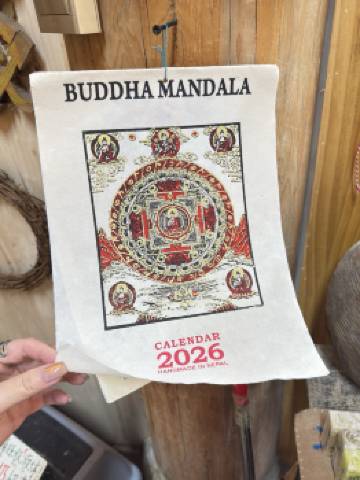 BUDDHA MANDALA
CALENDAR
2026
HANDMADE IN NEPAL